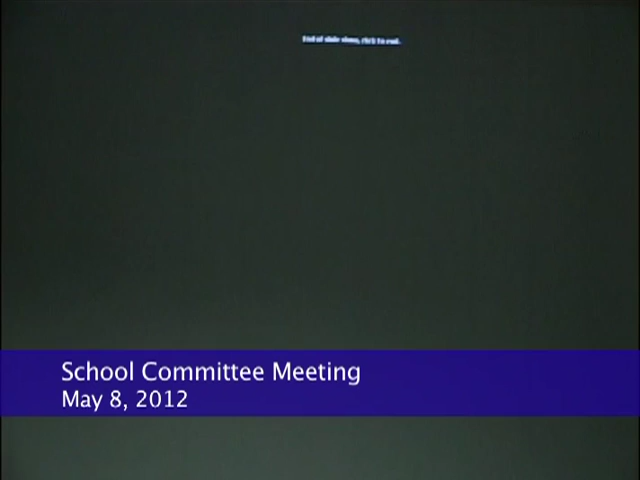 End of slide show, click to exit.
School Committee Meeting
May 8, 2012